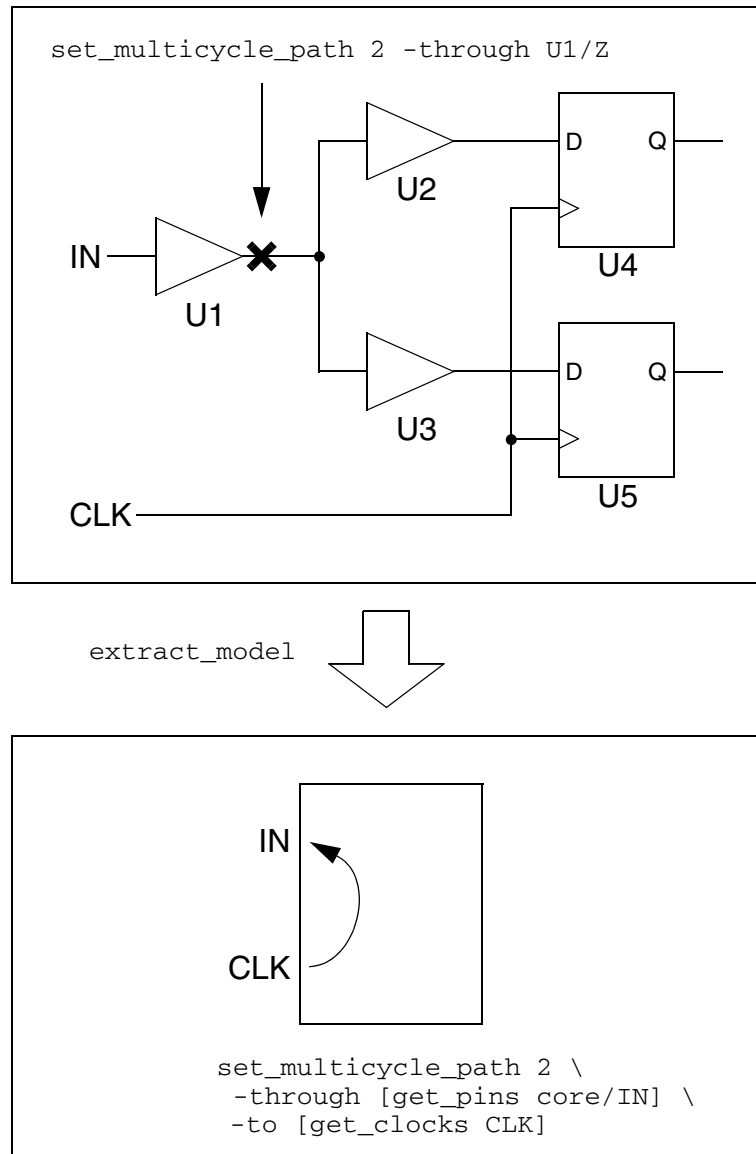 set_multicycle_path 2 -through U1/Z
D Q
U2
U4
IN
U1
D Q
U3
U5
CLK
extract_model
IN
CLK
set_multicycle_path 2 \
-through [get_pins core/IN] \
-to [get_clocks CLK]